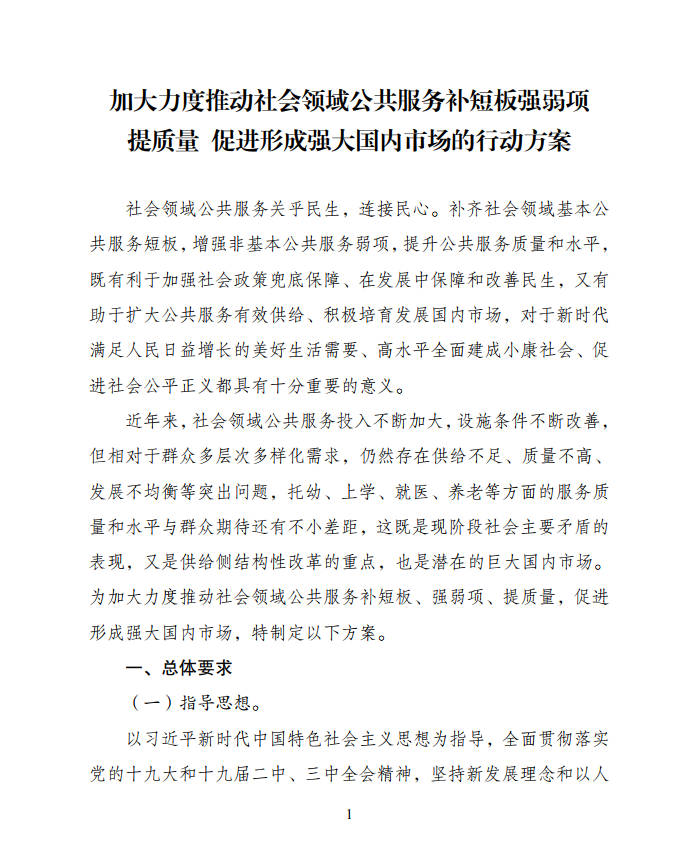 加大力度推动社会领域公共服务补短板强弱项
提质量 促进形成强大国内市场的行动方案
社会领域公共服务关乎民生，连接民心。补齐社会领域基本公
共服务短板，增强非基本公共服务弱项，提升公共服务质量和水平，
既有利于加强社会政策兜底保障、在发展中保障和改善民生，又有
助于扩大公共服务有效供给、积极培育发展国内市场，对于新时代
满足人民日益增长的美好生活需要、高水平全面建成小康社会、促
进社会公平正义都具有十分重要的意义。
近年来，社会领域公共服务投入不断加大，设施条件不断改善，
但相对于群众多层次多样化需求，仍然存在供给不足、质量不高、
发展不均衡等突出问题，托幼、上学、就医、养老等方面的服务质
量和水平与群众期待还有不小差距，这既是现阶段社会主要矛盾的
表现，又是供给侧结构性改革的重点，也是潜在的巨大国内市场。
为加大力度推动社会领域公共服务补短板、强弱项、提质量，促进
形成强大国内市场，特制定以下方案。
一、总体要求
（一）指导思想。
以习近平新时代中国特色社会主义思想为指导，全面贯彻落实
党的十九大和十九届二中、三中全会精神，坚持新发展理念和以人
1